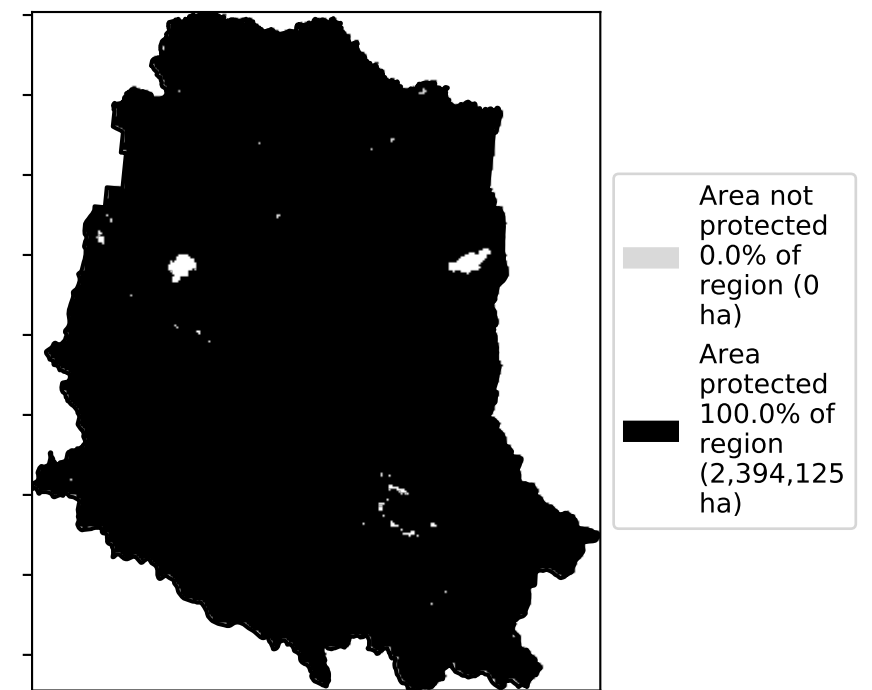 Area not
protected
0.0% of
region (0
ha)
Area
protected
100.0% of
region
(2,394,125
ha)